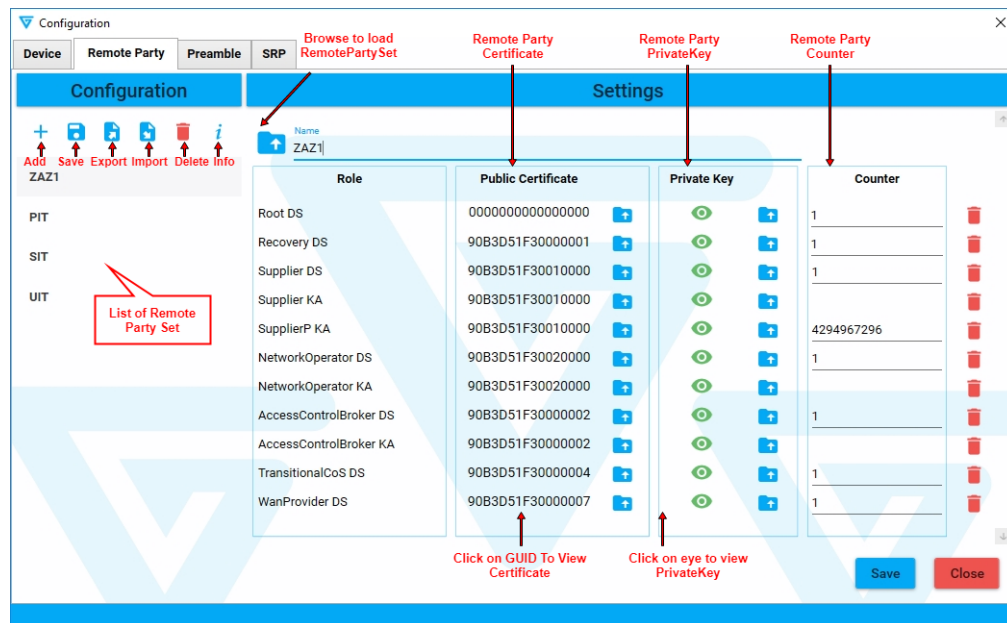 Configuration
Browse to load
RemotePartySet
Remote Party
Certificate
Remote Party
PrivateKey
Remote Party
Counter
Device Remote Party Preamble SRP
Configuration Settings
Name
ZAZ1
Add Save Export Import Delete Info
ZAZ1
PIT
SIT
UIT
List of Remote
Party Set
Role Public Certificate Private Key Counter
Root DS 0000000000000000 1
Recovery DS 90B3D51F30000001 1
Supplier DS 90B3D51F30010000 1
Supplier KA 90B3D51F30010000
SupplierP KA 90B3D51F30010000 4294967296
NetworkOperator DS 90B3D51F30020000 1
NetworkOperator KA 90B3D51F30020000
AccessControlBroker DS 90B3D51F30000002 1
AccessControlBroker KA 90B3D51F30000002
TransitionalCoS DS 90B3D51F30000004 1
WanProvider DS 90B3D51F30000007 1
Click on GUID To View
Certificate
Click on eye to view
PrivateKey
Save Close